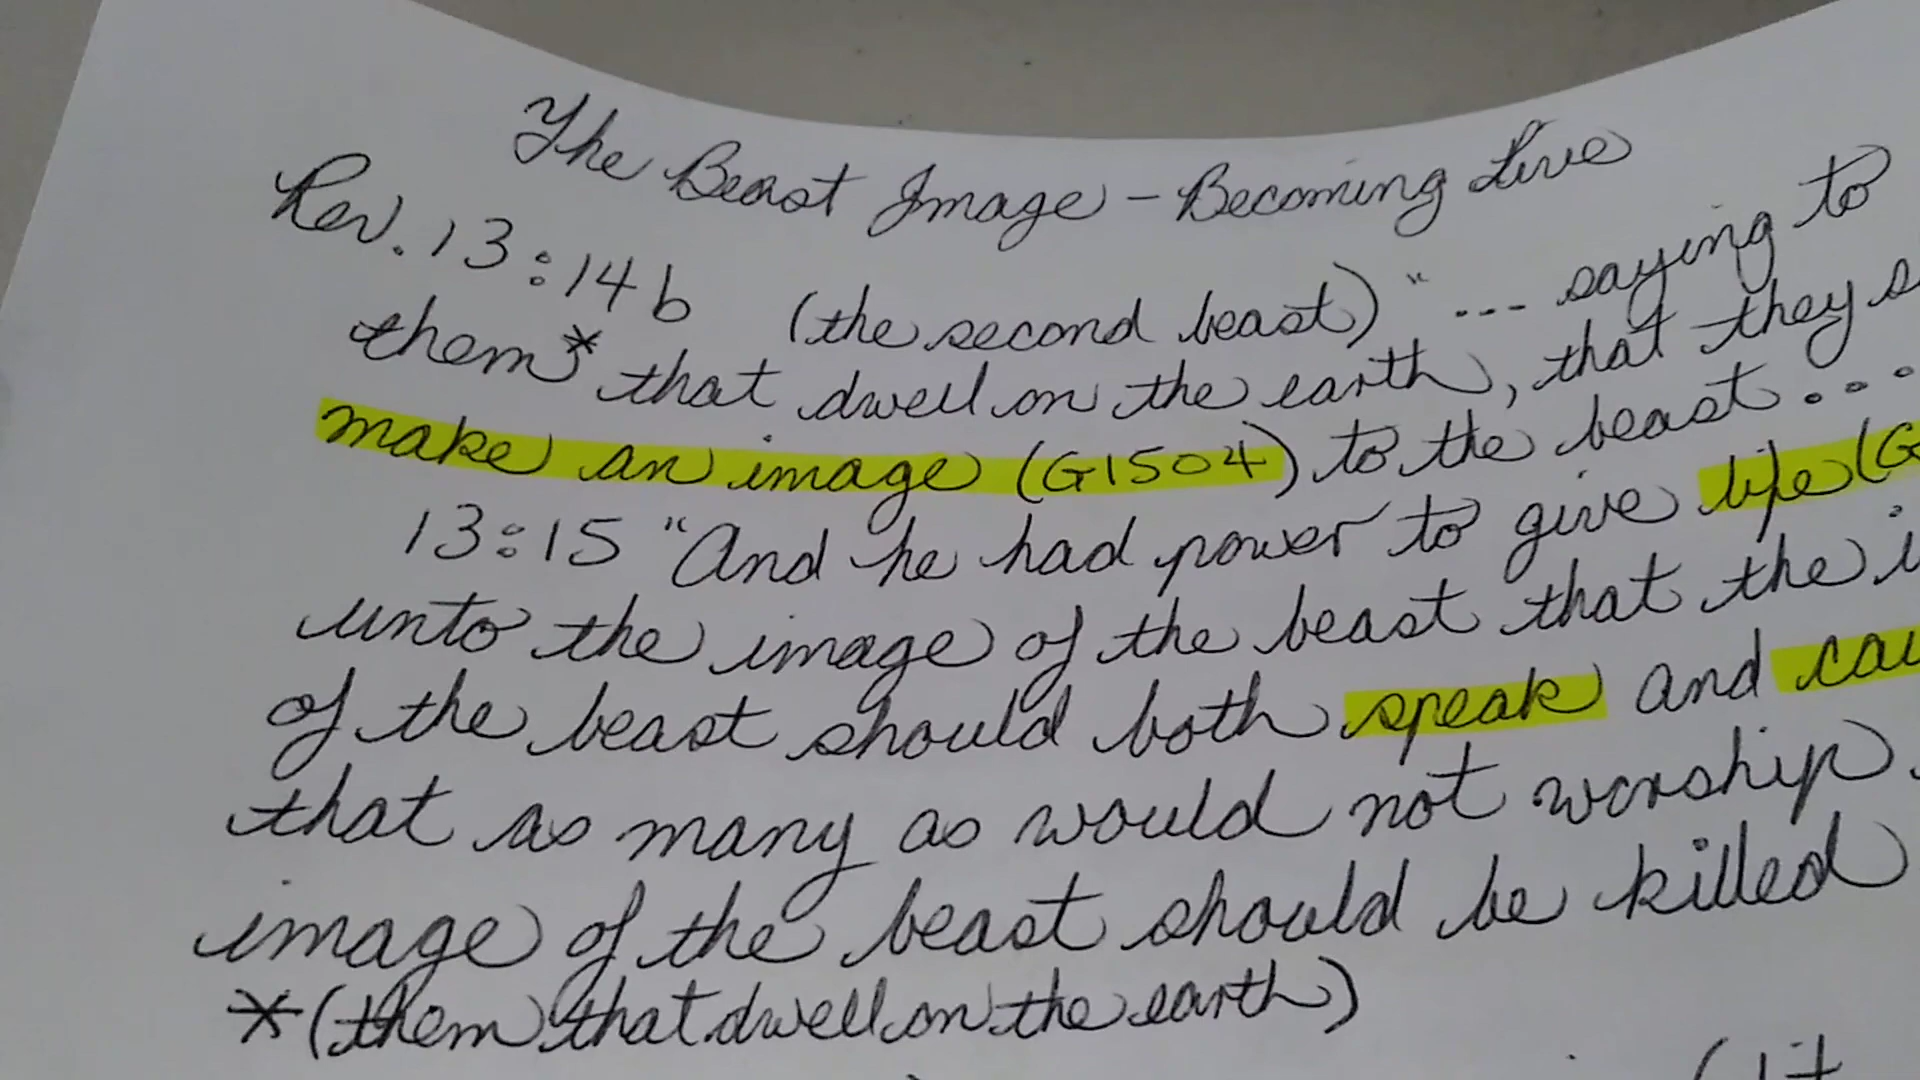 The Beast Image - Becoming Live
Rev. 13:14b (the second beast) "... saying to
them* that dwell on the earth, that they s
make an image (G1504) to the beast...
13:15 "And he had power to give life (G
unto the image of the beast that the i
of the beast should both speak and cau
that as many as would not worship
image of the beast should be killed
*(them that dwell on the earth)
(lit